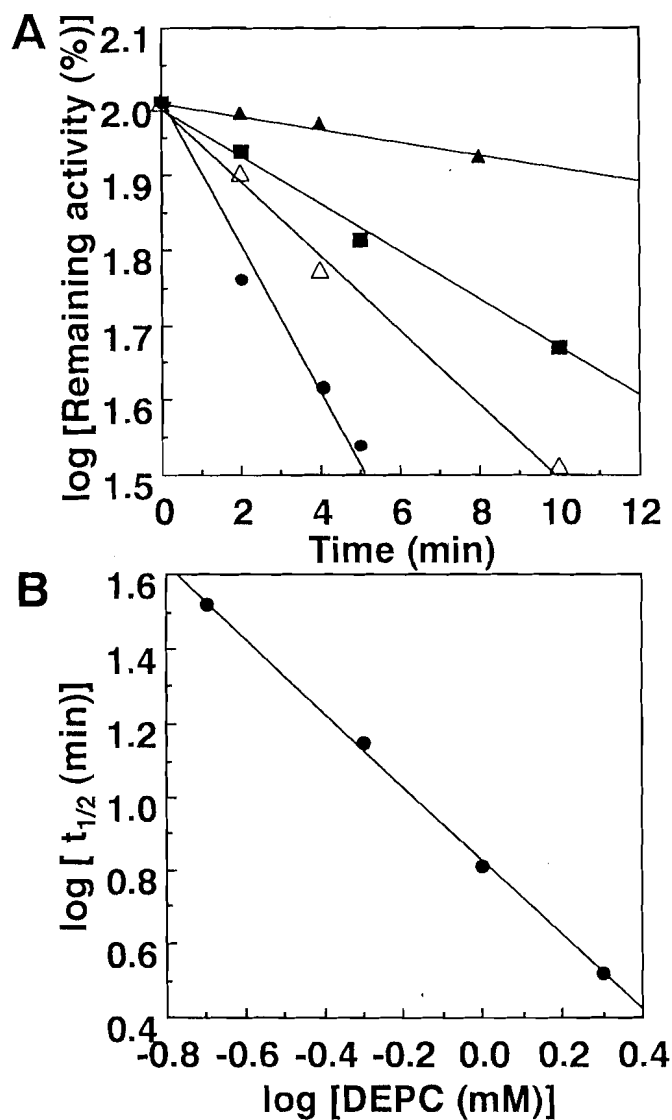 A
log [Remaining activity (%)]
2.1
2.0
1.9
1.8
1.7
1.6
1.5
0 2 4 6 8 10 12
Time (min)
B
log [ t1/2 (min)]
1.6
1.4
1.2
1.0
0.8
0.6
0.4
-0.8 -0.6 -0.4 -0.2 0.0 0.2 0.4
log [DEPC (mM)]